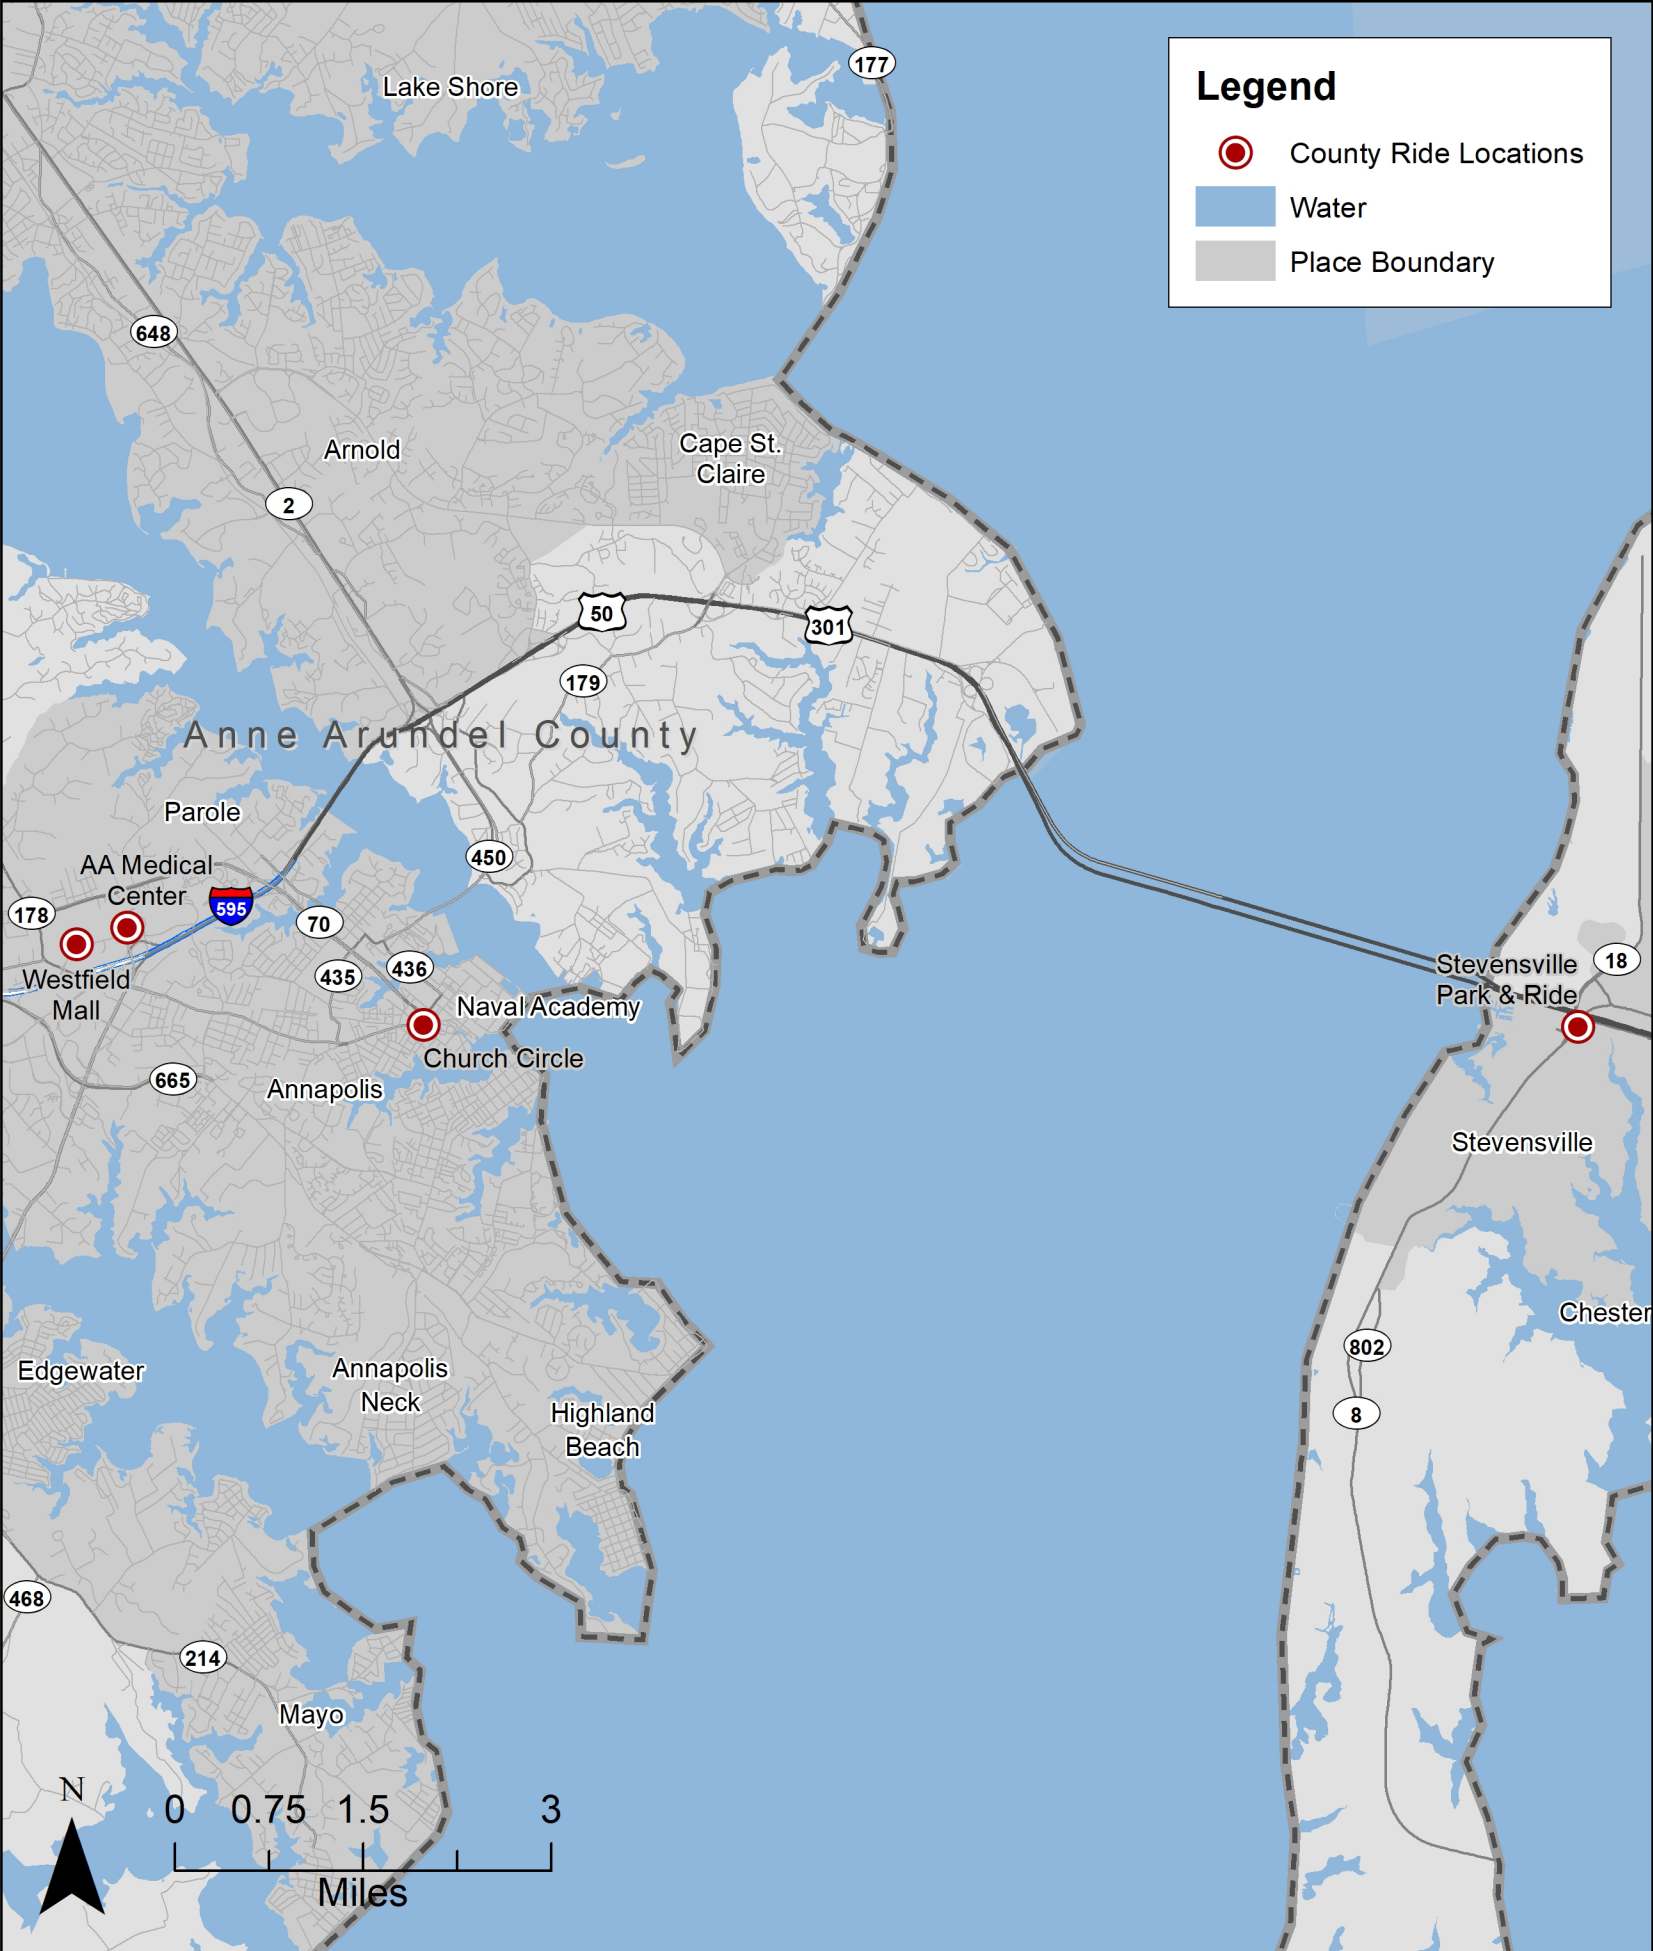 177
Lake Shore
Legend
County Ride Locations
Water
Place Boundary
648
Arnold
Cape St.
Claire
2
50
301
179
Anne Arundel County
Parole
450
AA Medical
Center
595
178
70
435
436
Westfield
Mall
Naval Academy
Church Circle
665
Annapolis
18
Stevensville
Park & Ride
Stevensville
Chester
802
8
Edgewater
Annapolis
Neck
Highland
Beach
468
214
Mayo
N
0 0.75 1.5 3
Miles